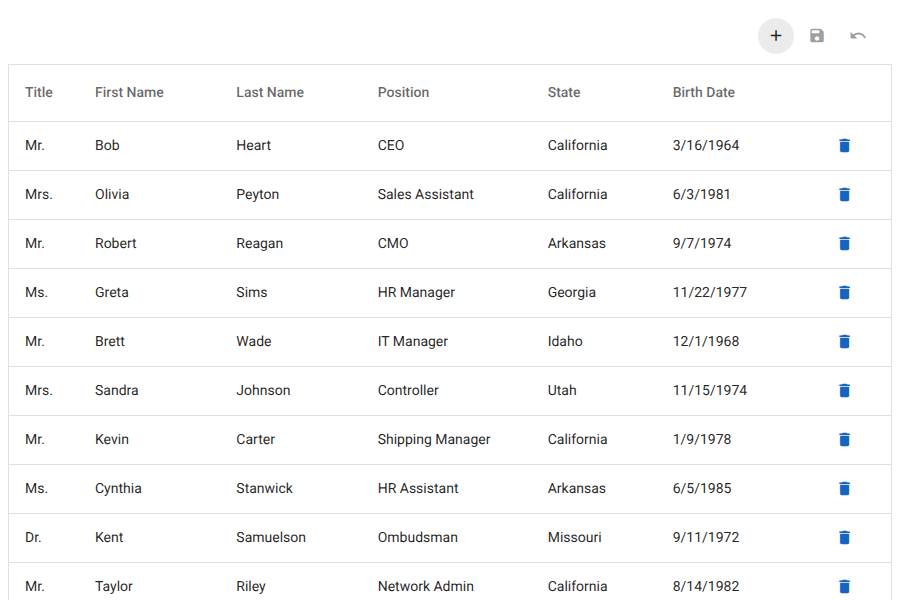 Title First Name Last Name Position State Birth Date
Mr. Bob Heart CEO California 3/16/1964
Mrs. Olivia Peyton Sales Assistant California 6/3/1981
Mr. Robert Reagan CMO Arkansas 9/7/1974
Ms. Greta Sims HR Manager Georgia 11/22/1977
Mr. Brett Wade IT Manager Idaho 12/1/1968
Mrs. Sandra Johnson Controller Utah 11/15/1974
Mr. Kevin Carter Shipping Manager California 1/9/1978
Ms. Cynthia Stanwick HR Assistant Arkansas 6/5/1985
Dr. Kent Samuelson Ombudsman Missouri 9/11/1972
Mr. Taylor Riley Network Admin California 8/14/1982